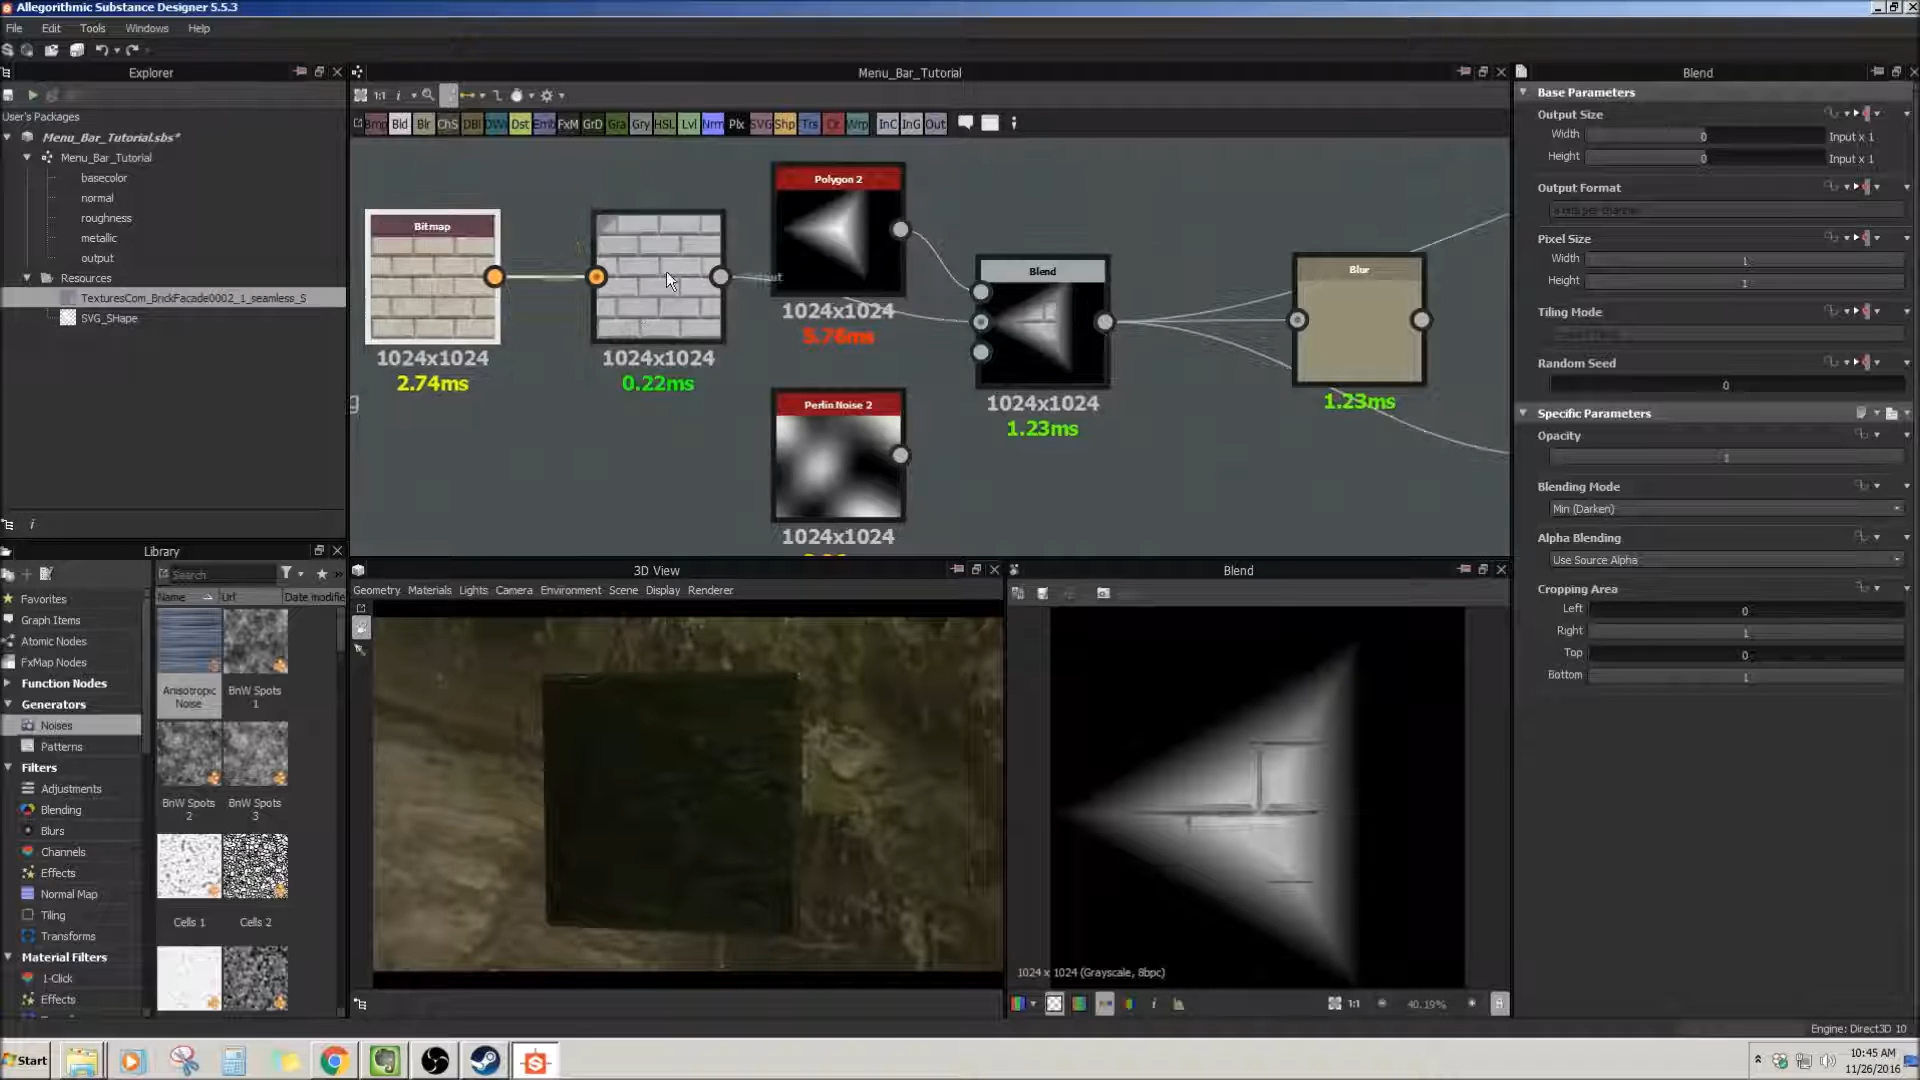 Allegorithmic Substance Designer 5.5.3
File Edit Tools Windows Help
Explorer
User's Packages
Menu_Bar_Tutorial.sbs*
Menu_Bar_Tutorial
basecolor
normal
roughness
metallic
output
Resources
TexturesCom_BrickFacade0002_1_seamless_S
SVG_SHape
Menu_Bar_Tutorial
1:1
Bmp Bld Blr ChS DBl DWr Dst Emb FxM GrD Gra Gry HSL Lvl Nrm Plx SVG Shp Trs Wrp InC InG Out
Bitmap
1024x1024
2.74ms
1024x1024
0.22ms
Polygon 2
1024x1024
5.76ms
Blend
1024x1024
1.23ms
Blur
1.23ms
Perlin Noise 2
1024x1024
Blend
Base Parameters
Output Size
Width 0 Input x 1
Height 0 Input x 1
Output Format
Pixel Size
Width 1
Height 1
Tiling Mode
Random Seed
0
Specific Parameters
Opacity
1
Blending Mode
Min (Darken)
Alpha Blending
Use Source Alpha
Cropping Area
Left 0
Right 1
Top 0
Bottom 1
Library
Search
Name Url Date modifie
Favorites
Graph Items
Atomic Nodes
FxMap Nodes
Function Nodes
Generators
Noises
Patterns
Filters
Adjustments
Blending
Blurs
Channels
Effects
Normal Map
Tiling
Transforms
Material Filters
1-Click
Effects
Anisotropic Noise
BnW Spots 1
BnW Spots 2
BnW Spots 3
Cells 1
Cells 2
3D View
Geometry Materials Lights Camera Environment Scene Display Renderer
Blend
1024 x 1024 (Grayscale, 8bpc)
1:1
40.19%
Engine: Direct3D 10
Start
10:45 AM
11/26/2016